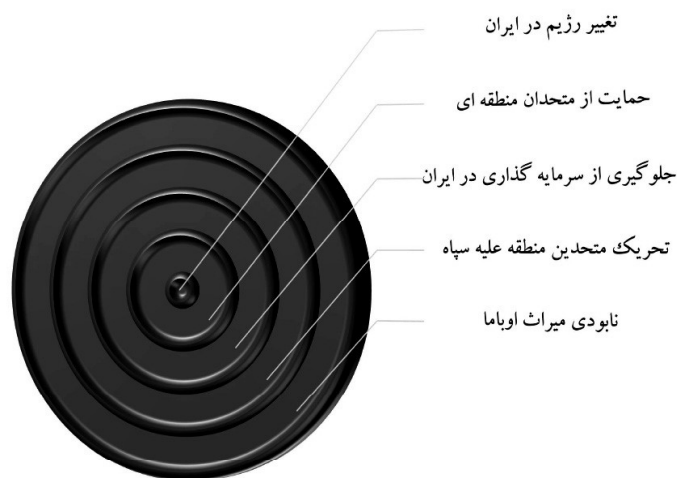 تغییر رژیم در ایران
حمایت از متحدان منطقه ای
جلوگیری از سرمایه گذاری در ایران
تحریک متحدین منطقه علیه سپاه
نابودی میراث اوباما